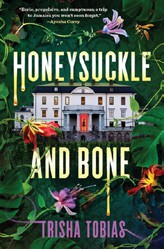 "Eerie, propulsive, and sumptuous; a trip
to Jamaica you won't soon forget."
—Ayana Gray
HONEYSUCKLE
AND BONE
TRISHA TOBIAS